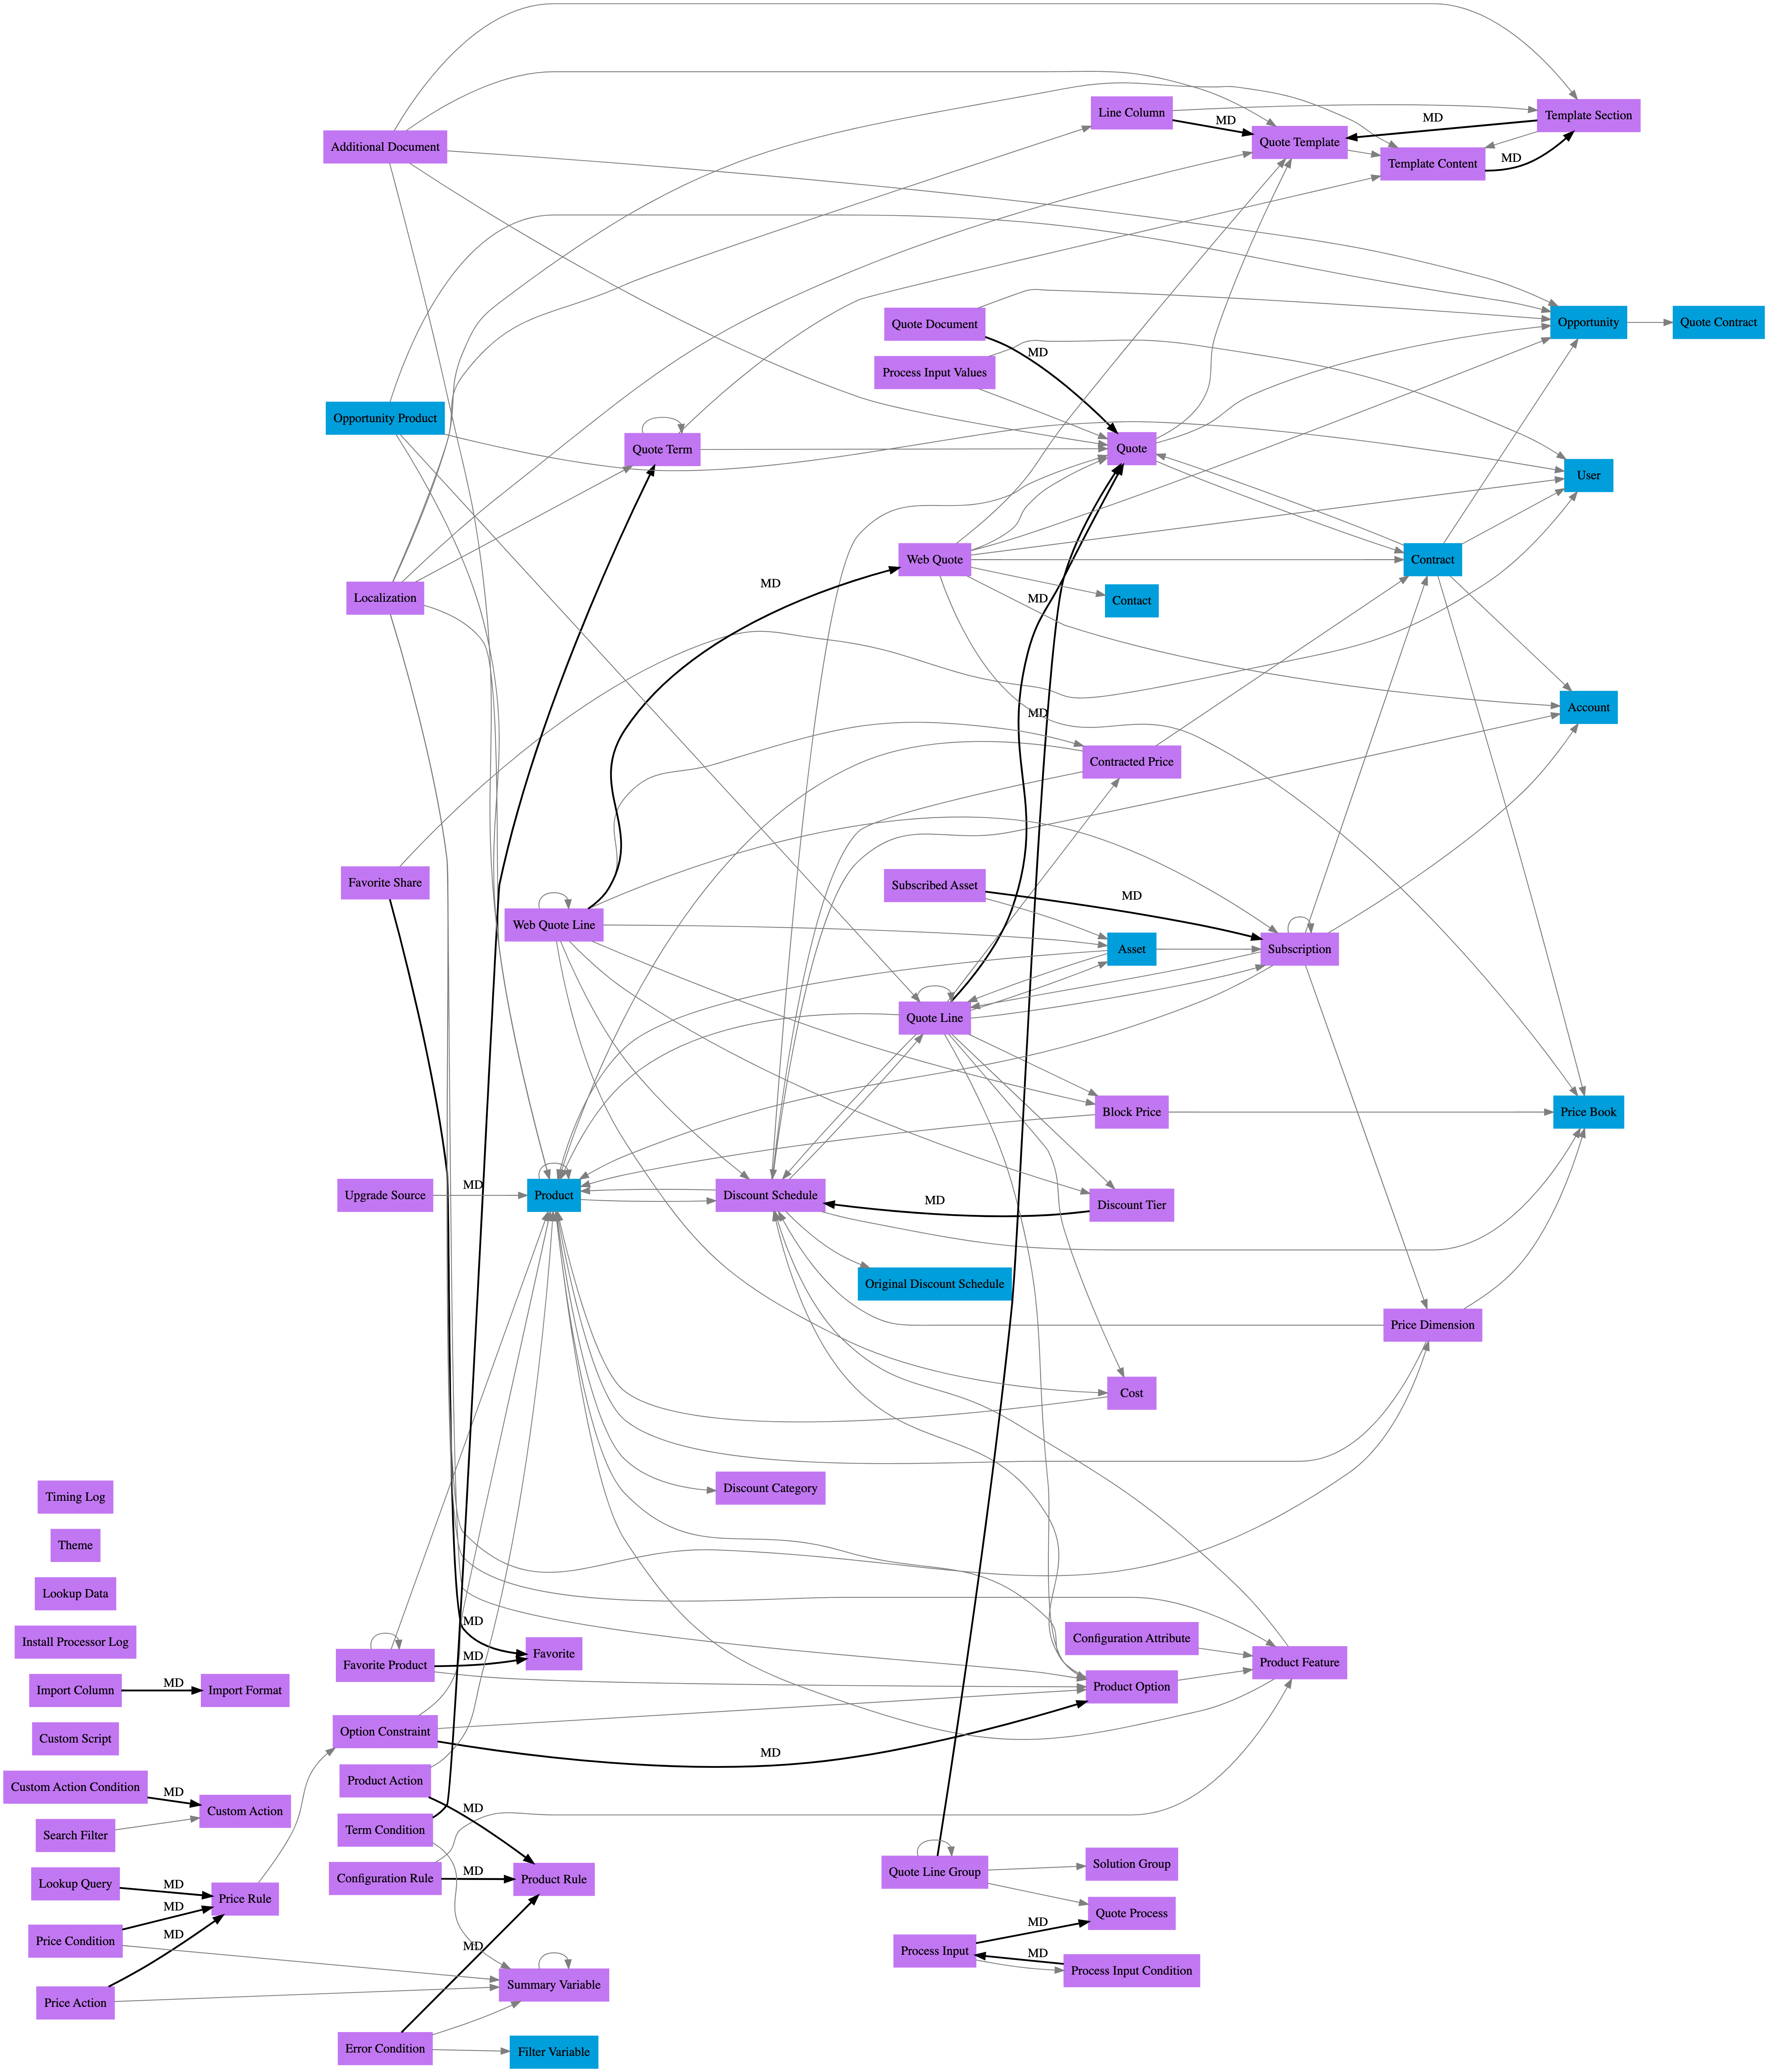 Line Column
MD
Quote Template
MD
Template Section
Additional Document
Template Content
MD
Quote Document
Opportunity
Quote Contract
MD
Process Input Values
Opportunity Product
Quote Term
Quote
User
Web Quote
Contract
MD
Localization
MD
Contact
Account
MD
Contracted Price
Favorite Share
Subscribed Asset
MD
Web Quote Line
Asset
Subscription
Quote Line
Block Price
Price Book
Upgrade Source
MD
Product
Discount Schedule
MD
Discount Tier
Original Discount Schedule
Price Dimension
Cost
Discount Category
Timing Log
Theme
Lookup Data
Install Processor Log
MD
Favorite Product
MD
Favorite
Configuration Attribute
Product Feature
Import Column
MD
Import Format
Product Option
Custom Script
Option Constraint
MD
Custom Action Condition
MD
Custom Action
Product Action
MD
Search Filter
Term Condition
Lookup Query
MD
Price Rule
Configuration Rule
MD
Product Rule
Quote Line Group
Solution Group
MD
Quote Process
Price Condition
MD
MD
MD
Process Input
MD
Process Input Condition
Price Action
Summary Variable
Error Condition
Filter Variable